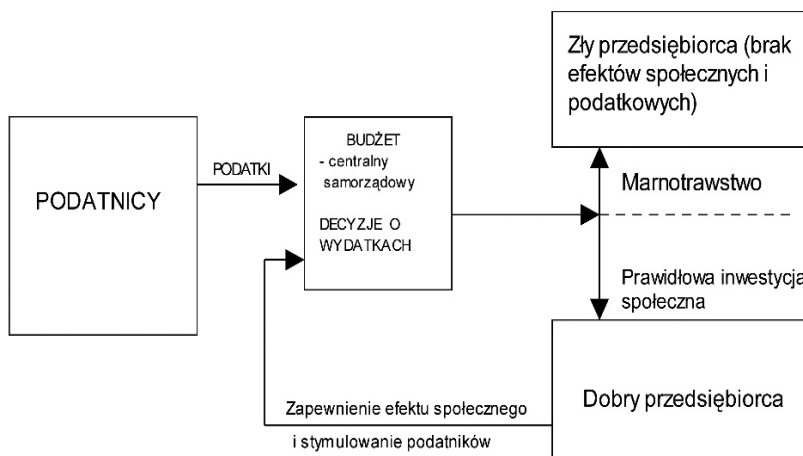 PODATNICY
PODATKI
BUDŻET
- centralny
samorządowy
DECYZJE O
WYDATKACH
Zły przedsiębiorca (brak
efektów społecznych i
podatkowych)
Marnotrawstwo
Prawidłowa inwestycja
społeczna
Dobry przedsiębiorca
Zapewnienie efektu społecznego
i stymulowanie podatników